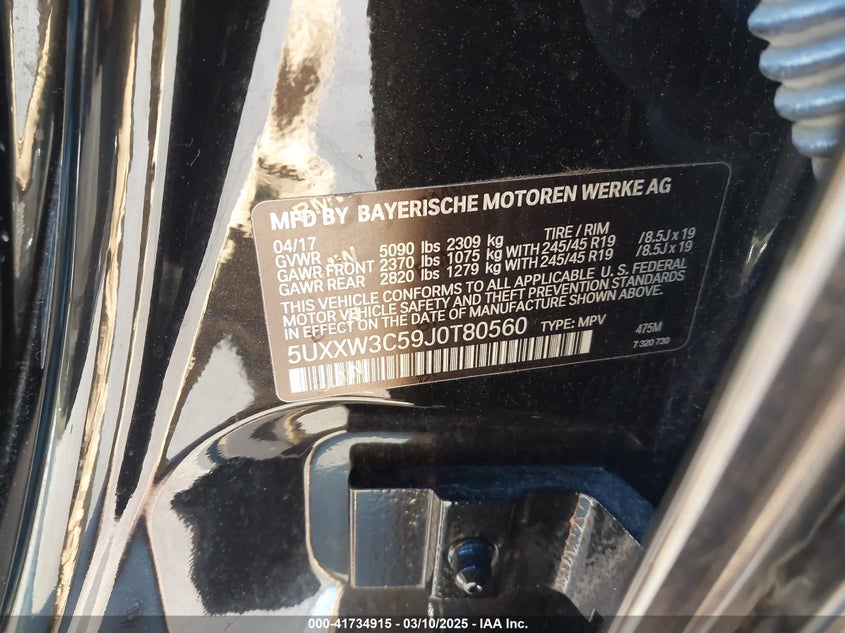 MFD BY BAYERISCHE MOTOREN WERKE AG
04/17 TIRE / RIM
GVWR 5090 lbs 2309 kg
GAWR FRONT 2370 lbs 1075 kg WITH 245/45 R19 /8.5J x 19
GAWR REAR 2820 lbs 1279 kg WITH 245/45 R19 /8.5J x 19
THIS VEHICLE CONFORMS TO ALL APPLICABLE U. S. FEDERAL
MOTOR VEHICLE SAFETY AND THEFT PREVENTION STANDARDS
IN EFFECT ON THE DATE OF MANUFACTURE SHOWN ABOVE.
5UXXW3C59J0T80560 TYPE: MPV 475M
7 320 730
000-41734915 - 03/10/2025 - IAA Inc.